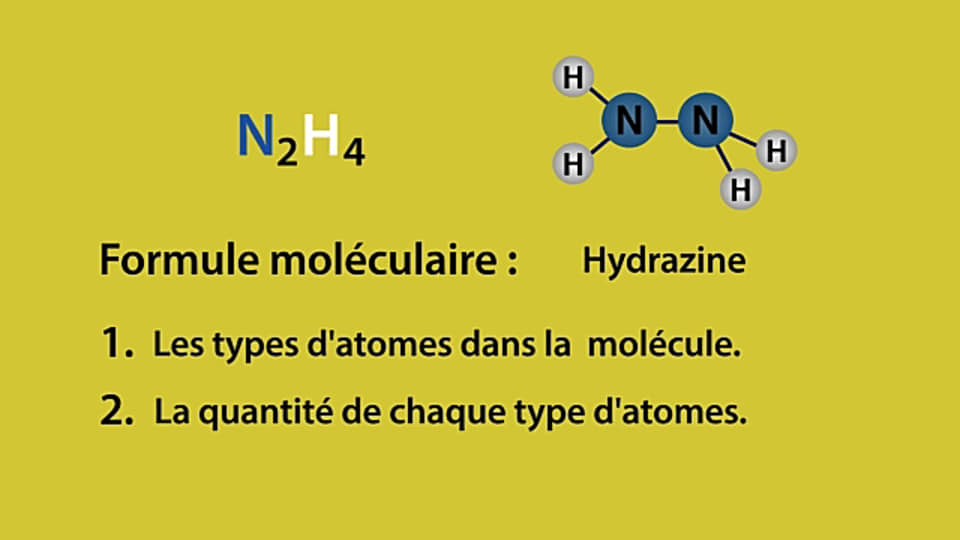 N₂H₄
H
N N
H
H
H
Formule moléculaire :
Hydrazine
1. Les types d'atomes dans la molécule.
2. La quantité de chaque type d'atomes.